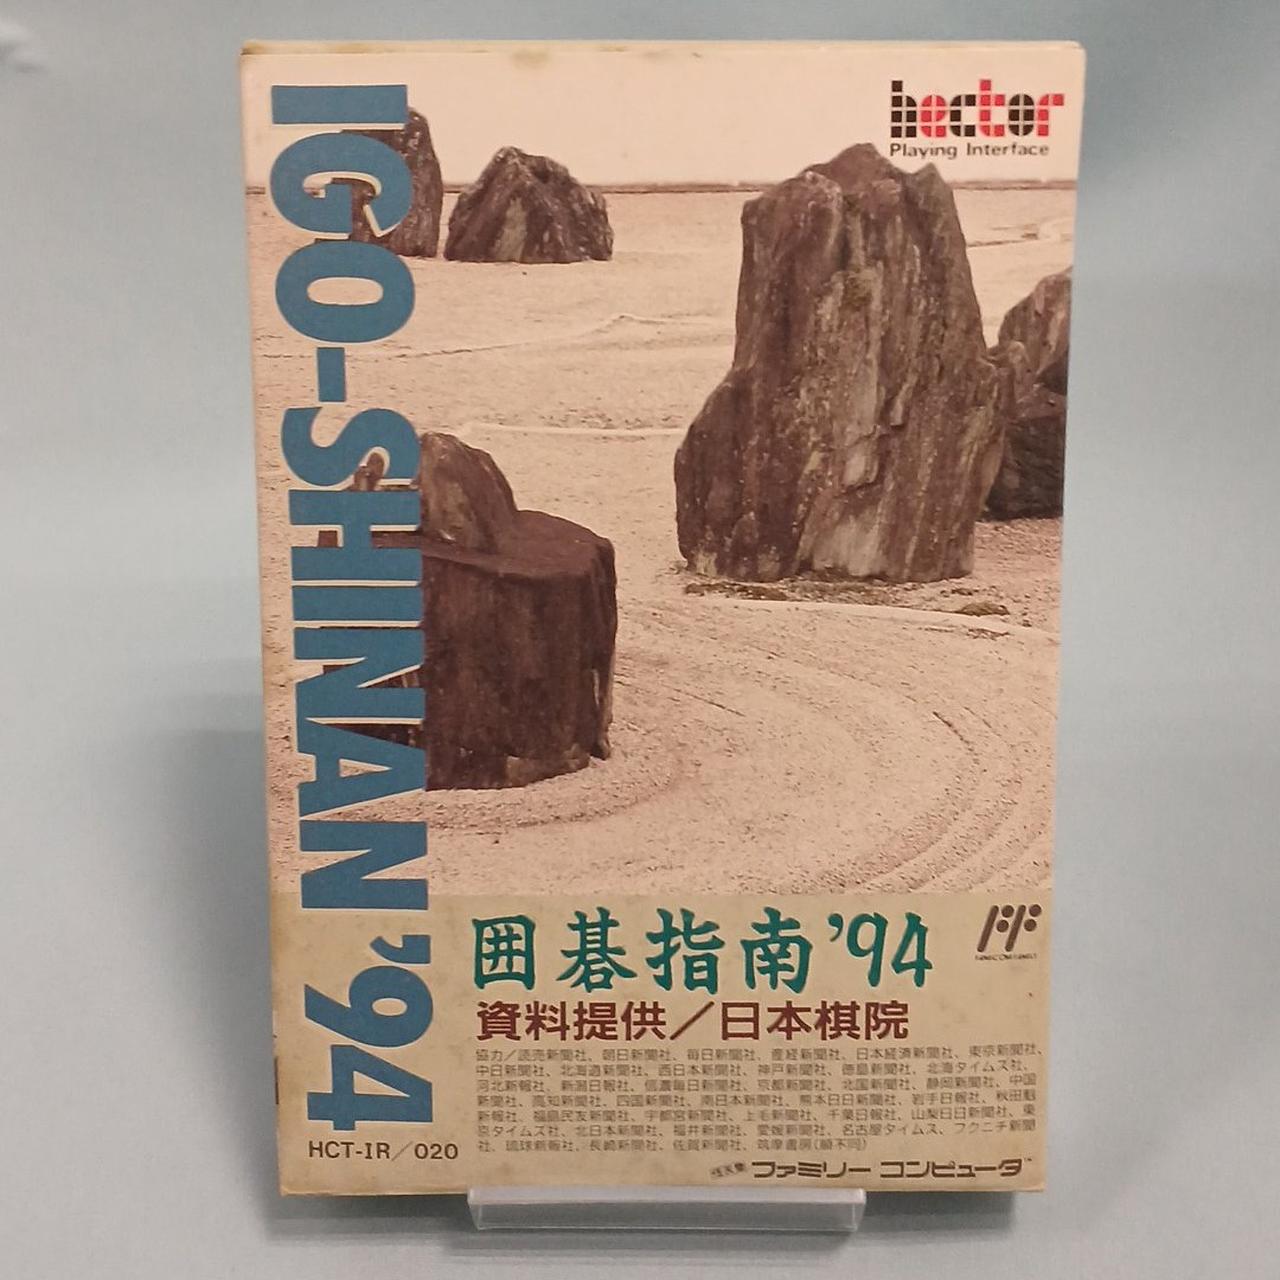 IGO-SHINAN '94
hector
Playing Interface
囲碁指南 '94
FAMICOM FAMILY
資料提供／日本棋院
協力／読売新聞社、朝日新聞社、毎日新聞社、産経新聞社、日本経済新聞社、東京新聞社、
中日新聞社、北海道新聞社、西日本新聞社、神戸新聞社、徳島新聞社、北海タイムズ社、
河北新報社、新潟日報社、信濃毎日新聞社、京都新聞社、北国新聞社、静岡新聞社、中国
新聞社、高知新聞社、四国新聞社、南日本新聞社、熊本日日新聞社、岩手日報社、秋田魁
新報社、福島民友新聞社、宇都宮新聞社、上毛新聞社、千葉日報社、山梨日日新聞社、東
京タイムズ社、北日本新聞社、福井新聞社、愛媛新聞社、名古屋タイムス、フクニチ新聞
社、琉球新報社、長崎新聞社、佐賀新聞社、筑摩書房(順不同)
HCT-IR／020
ファミリー コンピュータ™